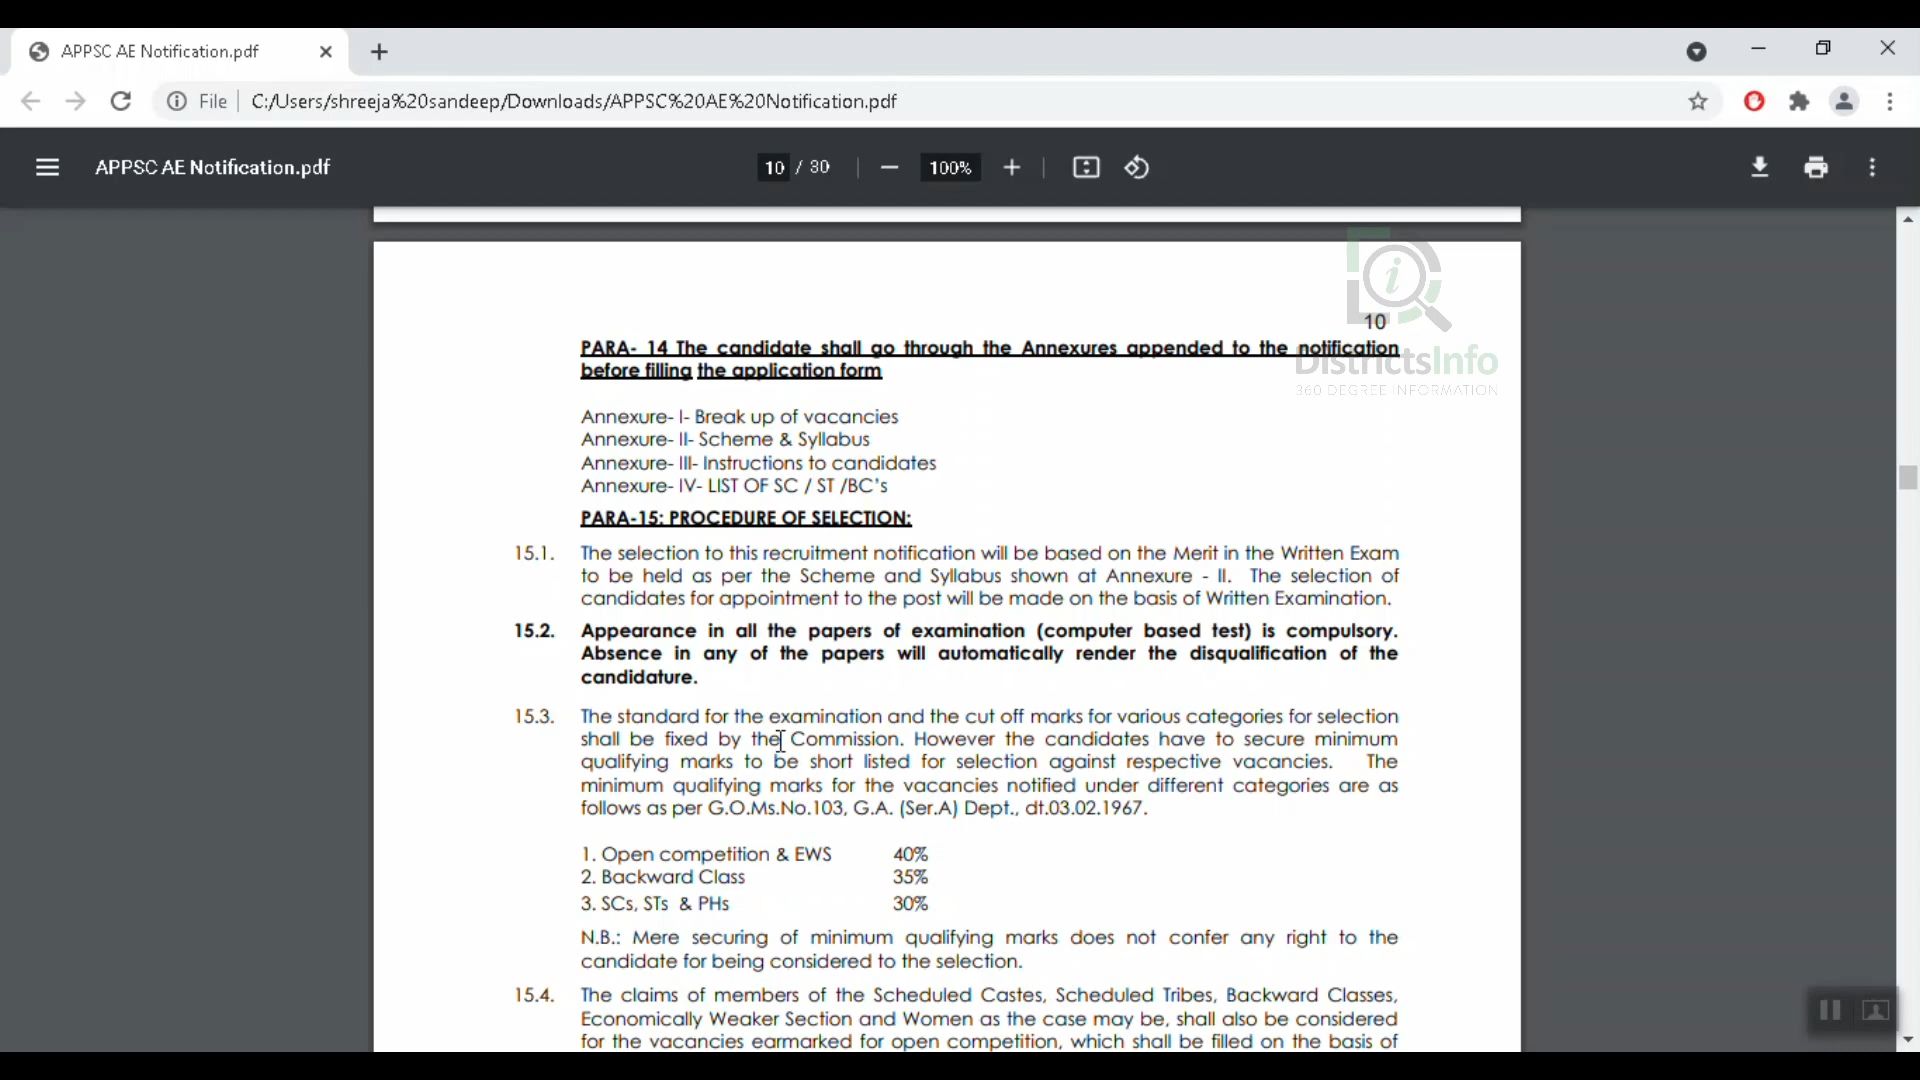 APPSC AE Notification.pdf
File
C:/Users/shreeja%20sandeep/Downloads/APPSC%20AE%20Notification.pdf
APPSC AE Notification.pdf
10 / 30
100%
10
DistrictsInfo
360 DEGREE INFORMATION
PARA- 14 The candidate shall go through the Annexures appended to the notification
before filling the application form
Annexure- I- Break up of vacancies
Annexure- II- Scheme & Syllabus
Annexure- III- Instructions to candidates
Annexure- IV- LIST OF SC / ST /BC's
PARA-15: PROCEDURE OF SELECTION:
15.1. The selection to this recruitment notification will be based on the Merit in the Written Exam
to be held as per the Scheme and Syllabus shown at Annexure - II. The selection of
candidates for appointment to the post will be made on the basis of Written Examination.
15.2. Appearance in all the papers of examination (computer based test) is compulsory.
Absence in any of the papers will automatically render the disqualification of the
candidature.
15.3. The standard for the examination and the cut off marks for various categories for selection
shall be fixed by the Commission. However the candidates have to secure minimum
qualifying marks to be short listed for selection against respective vacancies. The
minimum qualifying marks for the vacancies notified under different categories are as
follows as per G.O.Ms.No.103, G.A. (Ser.A) Dept., dt.03.02.1967.
1. Open competition & EWS 40%
2. Backward Class 35%
3. SCs, STs & PHs 30%
N.B.: Mere securing of minimum qualifying marks does not confer any right to the
candidate for being considered to the selection.
15.4. The claims of members of the Scheduled Castes, Scheduled Tribes, Backward Classes,
Economically Weaker Section and Women as the case may be, shall also be considered
for the vacancies earmarked for open competition, which shall be filled on the basis of